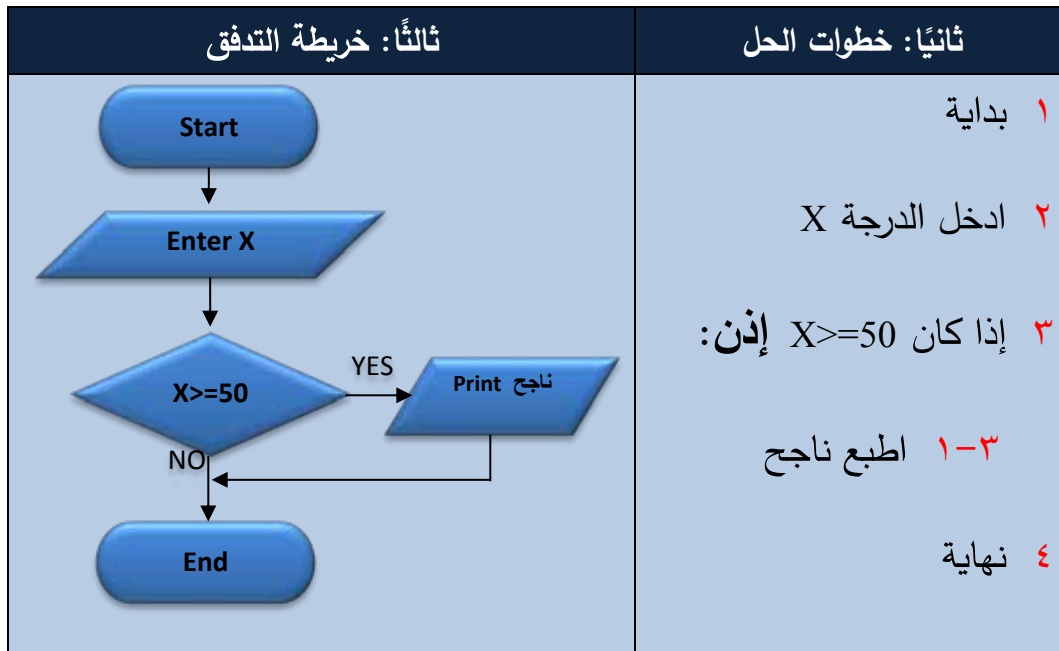 ثانيًا: خطوات الحل
١ بداية
٢ ادخل الدرجة X
٣ إذا كان X>=50 إذن:
٣-١ اطبع ناجح
٤ نهاية
ثالثًا: خريطة التدفق
Start
Enter X
X>=50
YES
Print ناجح
NO
End